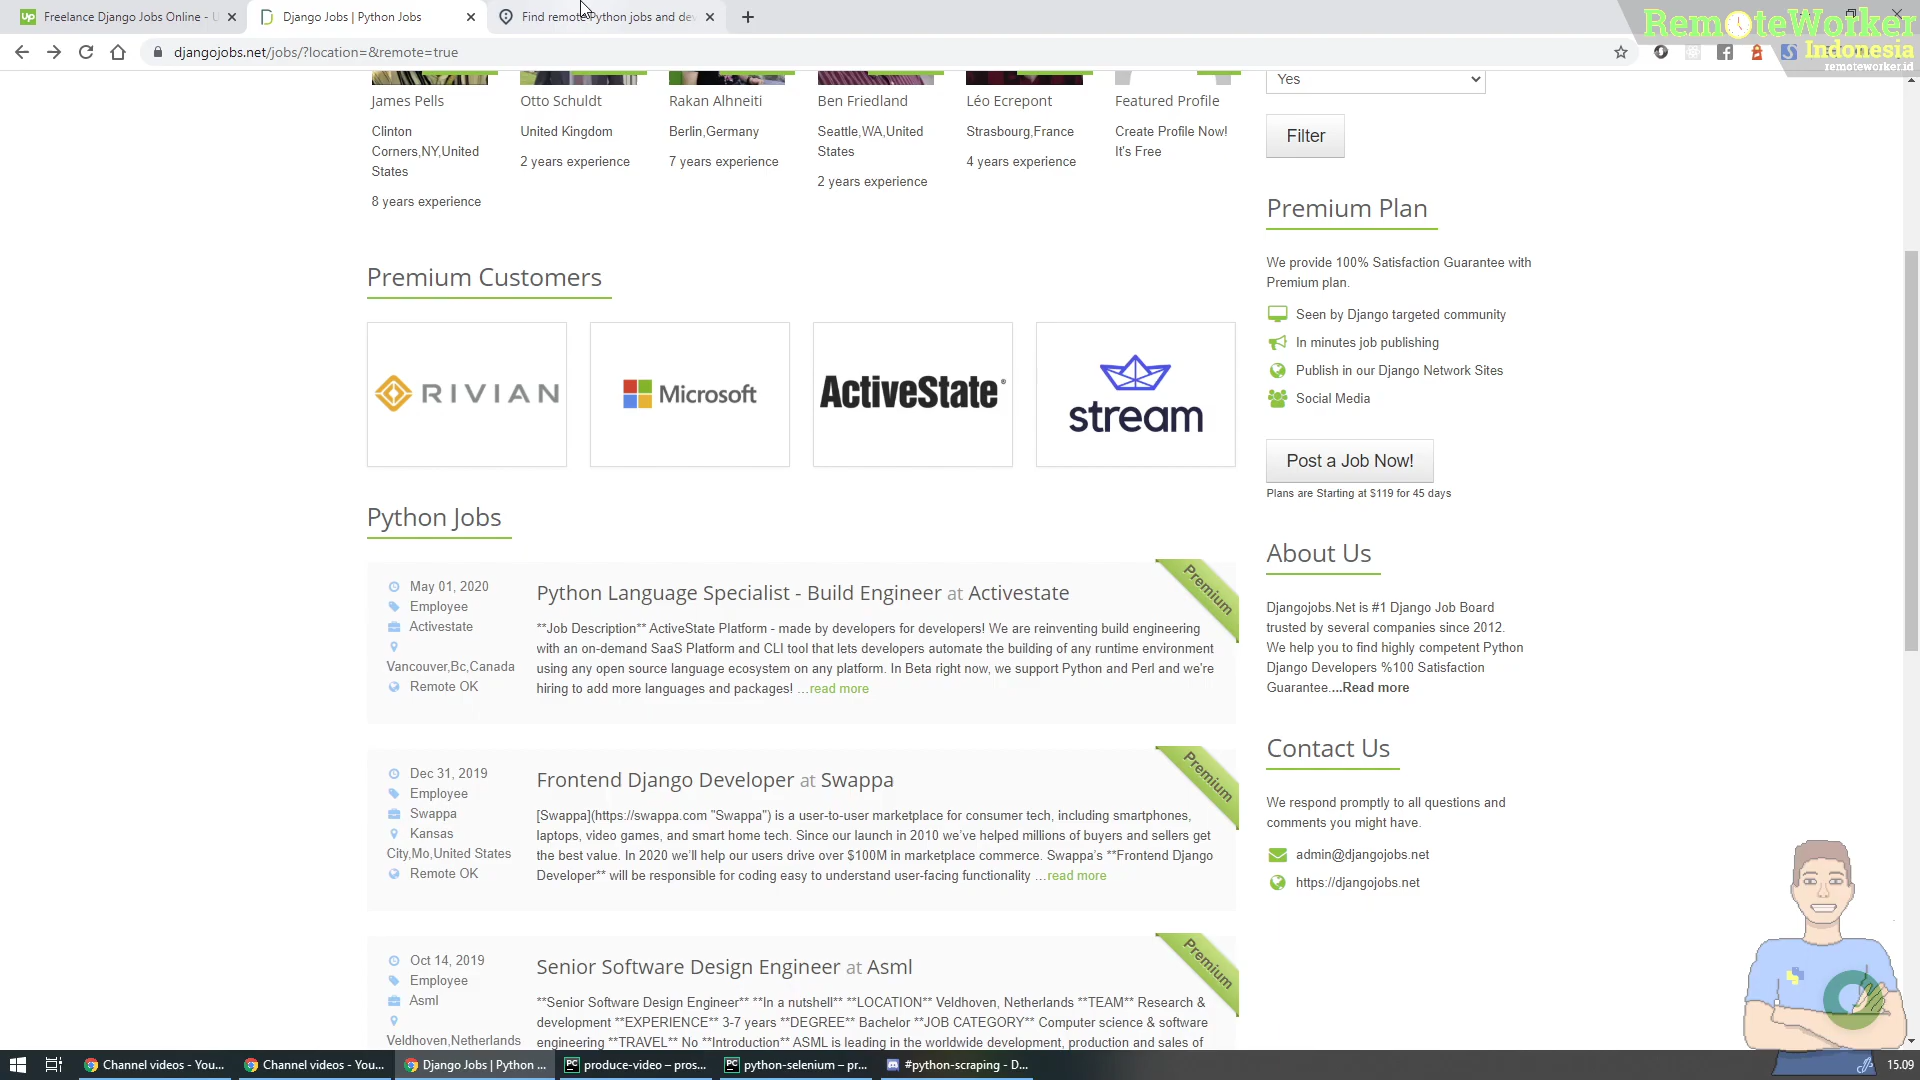 Freelance Django Jobs Online - U
Django Jobs | Python Jobs
Find remote Python jobs and dev
djangojobs.net/jobs/?location=&remote=true
RemoteWorker
Indonesia
remoteworker.id
James Pells
Clinton
Corners,NY,United
States
8 years experience
Otto Schuldt
United Kingdom
2 years experience
Rakan Alhneiti
Berlin,Germany
7 years experience
Ben Friedland
Seattle,WA,United
States
2 years experience
Léo Ecrepont
Strasbourg,France
4 years experience
Featured Profile
Create Profile Now!
It's Free
Yes
Filter
Premium Customers
RIVIAN
Microsoft
ActiveState®
stream
Python Jobs
May 01, 2020
Employee
Activestate
Vancouver,Bc,Canada
Remote OK
Python Language Specialist - Build Engineer at Activestate
**Job Description** ActiveState Platform - made by developers for developers! We are reinventing build engineering
with an on-demand SaaS Platform and CLI tool that lets developers automate the building of any runtime environment
using any open source language ecosystem on any platform. In Beta right now, we support Python and Perl and we're
hiring to add more languages and packages! ...read more
Premium
Dec 31, 2019
Employee
Swappa
Kansas
City,Mo,United States
Remote OK
Frontend Django Developer at Swappa
[Swappa](https://swappa.com "Swappa") is a user-to-user marketplace for consumer tech, including smartphones,
laptops, video games, and smart home tech. Since our launch in 2010 we've helped millions of buyers and sellers get
the best value. In 2020 we'll help our users drive over $100M in marketplace commerce. Swappa's **Frontend Django
Developer** will be responsible for coding easy to understand user-facing functionality ...read more
Premium
Oct 14, 2019
Employee
Asml
Veldhoven,Netherlands
Senior Software Design Engineer at Asml
**Senior Software Design Engineer** **In a nutshell** **LOCATION** Veldhoven, Netherlands **TEAM** Research &
development **EXPERIENCE** 3-7 years **DEGREE** Bachelor **JOB CATEGORY** Computer science & software
engineering **TRAVEL** No **Introduction** ASML is leading in the worldwide development, production and sales of
Premium
Premium Plan
We provide 100% Satisfaction Guarantee with
Premium plan.
Seen by Django targeted community
In minutes job publishing
Publish in our Django Network Sites
Social Media
Post a Job Now!
Plans are Starting at $119 for 45 days
About Us
Djangojobs.Net is #1 Django Job Board
trusted by several companies since 2012.
We help you to find highly competent Python
Django Developers %100 Satisfaction
Guarantee....Read more
Contact Us
We respond promptly to all questions and
comments you might have.
admin@djangojobs.net
https://djangojobs.net
Channel videos – You...
Channel videos – You...
Django Jobs | Python ...
produce-video – pros...
python-selenium – pr...
#python-scraping - D...
15.09